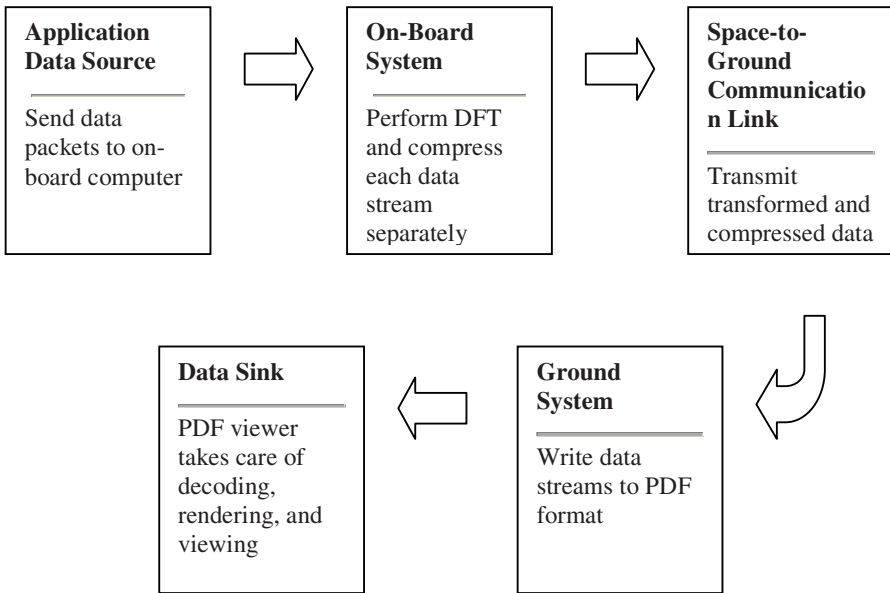 Application
Data Source
Send data
packets to on-
board computer
On-Board
System
Perform DFT
and compress
each data
stream
separately
Space-to-
Ground
Communicatio
n Link
Transmit
transformed and
compressed data
Data Sink
PDF viewer
takes care of
decoding,
rendering, and
viewing
Ground
System
Write data
streams to PDF
format